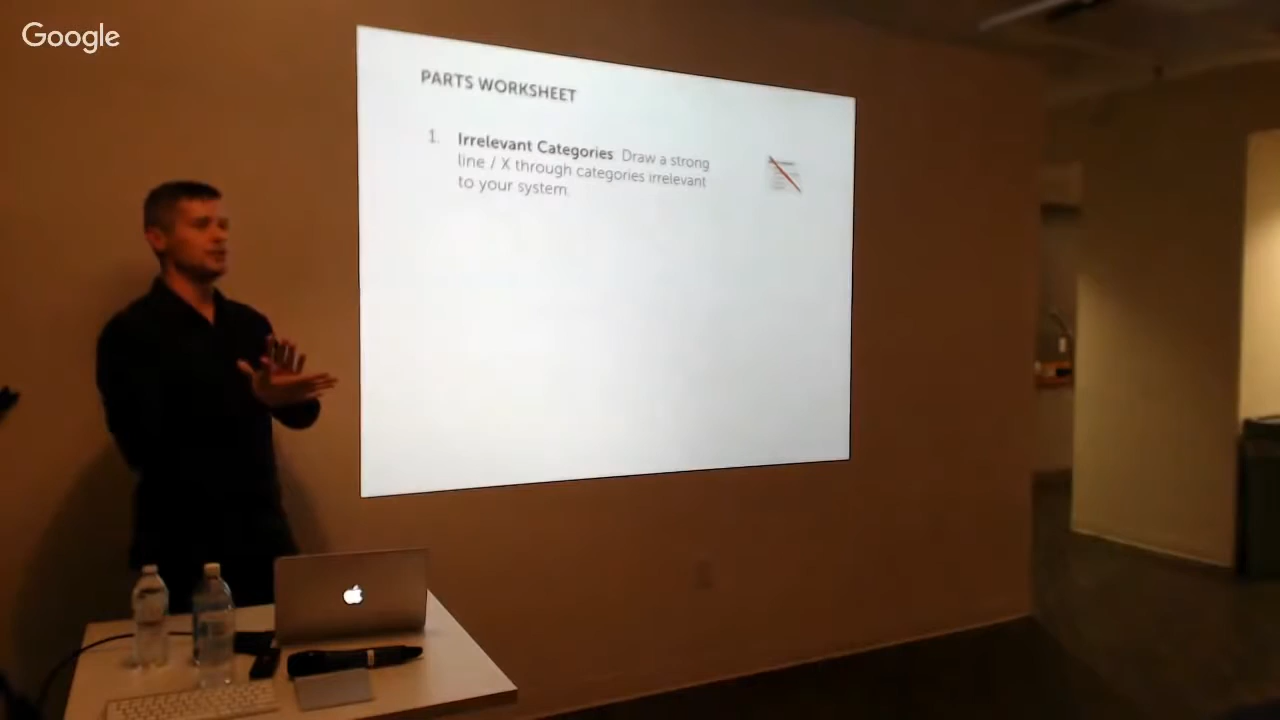 Google
PARTS WORKSHEET
1. Irrelevant Categories Draw a strong
line / X through categories irrelevant
to your system.